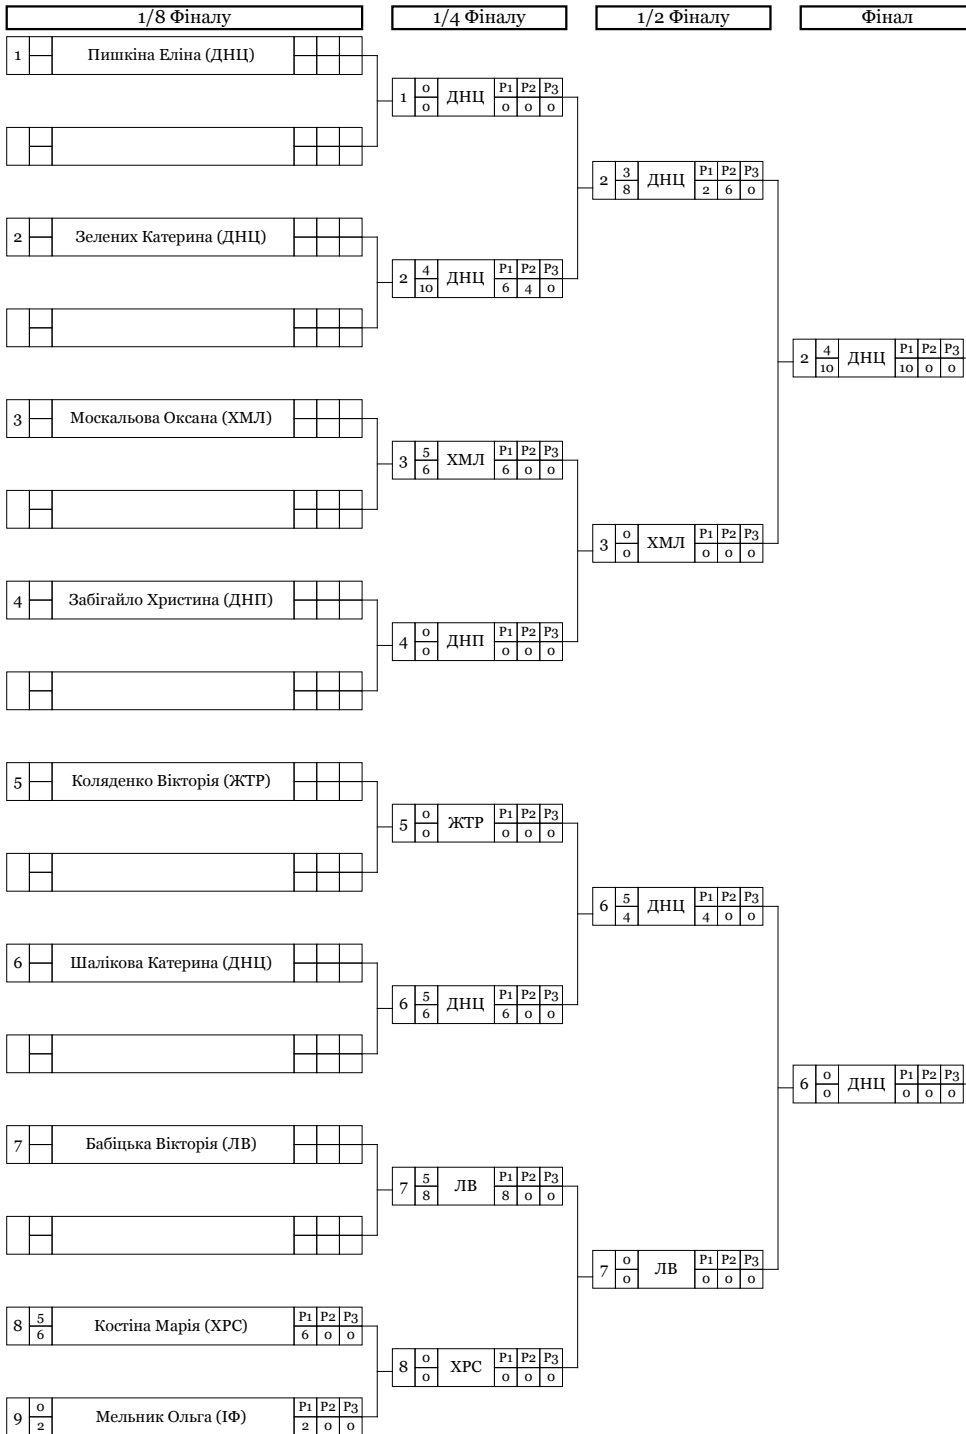 1/8 Фіналу 1/4 Фіналу 1/2 Фіналу Фінал
1 Пишкіна Еліна (ДНЦ)
1 0 ДНЦ P1 P2 P3
0 0 0 0
2 3 ДНЦ P1 P2 P3
8 2 6 0
2 Зелених Катерина (ДНЦ)
2 4 ДНЦ P1 P2 P3
10 6 4 0
2 4 ДНЦ P1 P2 P3
10 10 0 0
3 Москальова Оксана (ХМЛ)
3 5 ХМЛ P1 P2 P3
6 6 0 0
3 0 ХМЛ P1 P2 P3
0 0 0 0
4 Забігайло Христина (ДНП)
4 0 ДНП P1 P2 P3
0 0 0 0
5 Коляденко Вікторія (ЖТР)
5 0 ЖТР P1 P2 P3
0 0 0 0
6 5 ДНЦ P1 P2 P3
4 4 0 0
6 Шалікова Катерина (ДНЦ)
6 5 ДНЦ P1 P2 P3
6 6 0 0
6 0 ДНЦ P1 P2 P3
0 0 0 0
7 Бабіцька Вікторія (ЛВ)
7 5 ЛВ P1 P2 P3
8 8 0 0
7 0 ЛВ P1 P2 P3
0 0 0 0
8 5 Костіна Марія (ХРС) P1 P2 P3
6 6 0 0
8 0 ХРС P1 P2 P3
0 0 0 0
9 0 Мельник Ольга (ІФ) P1 P2 P3
2 2 0 0